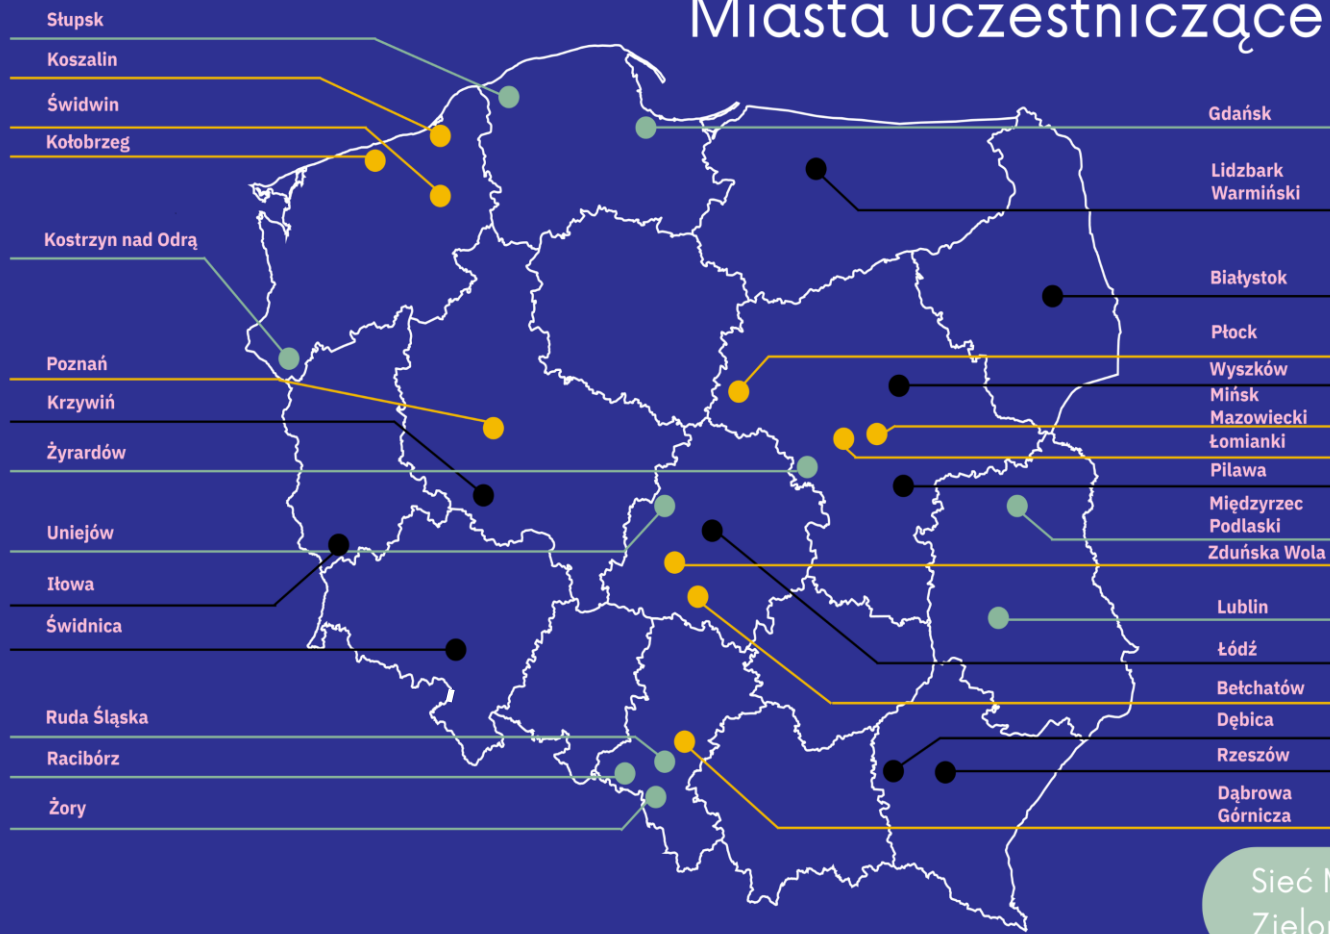 Miasta uczestniczące
Słupsk
Koszalin
Świdwin
Kołobrzeg
Kostrzyn nad Odrą
Poznań
Krzywiń
Żyrardów
Uniejów
Iłowa
Świdnica
Ruda Śląska
Racibórz
Żory
Gdańsk
Lidzbark
Warmiński
Białystok
Płock
Wyszków
Mińsk
Mazowiecki
Łomianki
Pilawa
Międzyrzec
Podlaski
Zduńska Wola
Lublin
Łódź
Bełchatów
Dębica
Rzeszów
Dąbrowa
Górnicza
Sieć